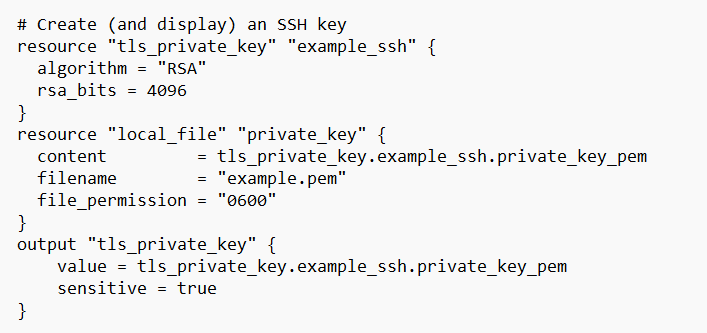 # Create (and display) an SSH key
resource "tls_private_key" "example_ssh" {
  algorithm = "RSA"
  rsa_bits = 4096
}
resource "local_file" "private_key" {
  content         = tls_private_key.example_ssh.private_key_pem
  filename        = "example.pem"
  file_permission = "0600"
}
output "tls_private_key" {
    value = tls_private_key.example_ssh.private_key_pem
    sensitive = true
}